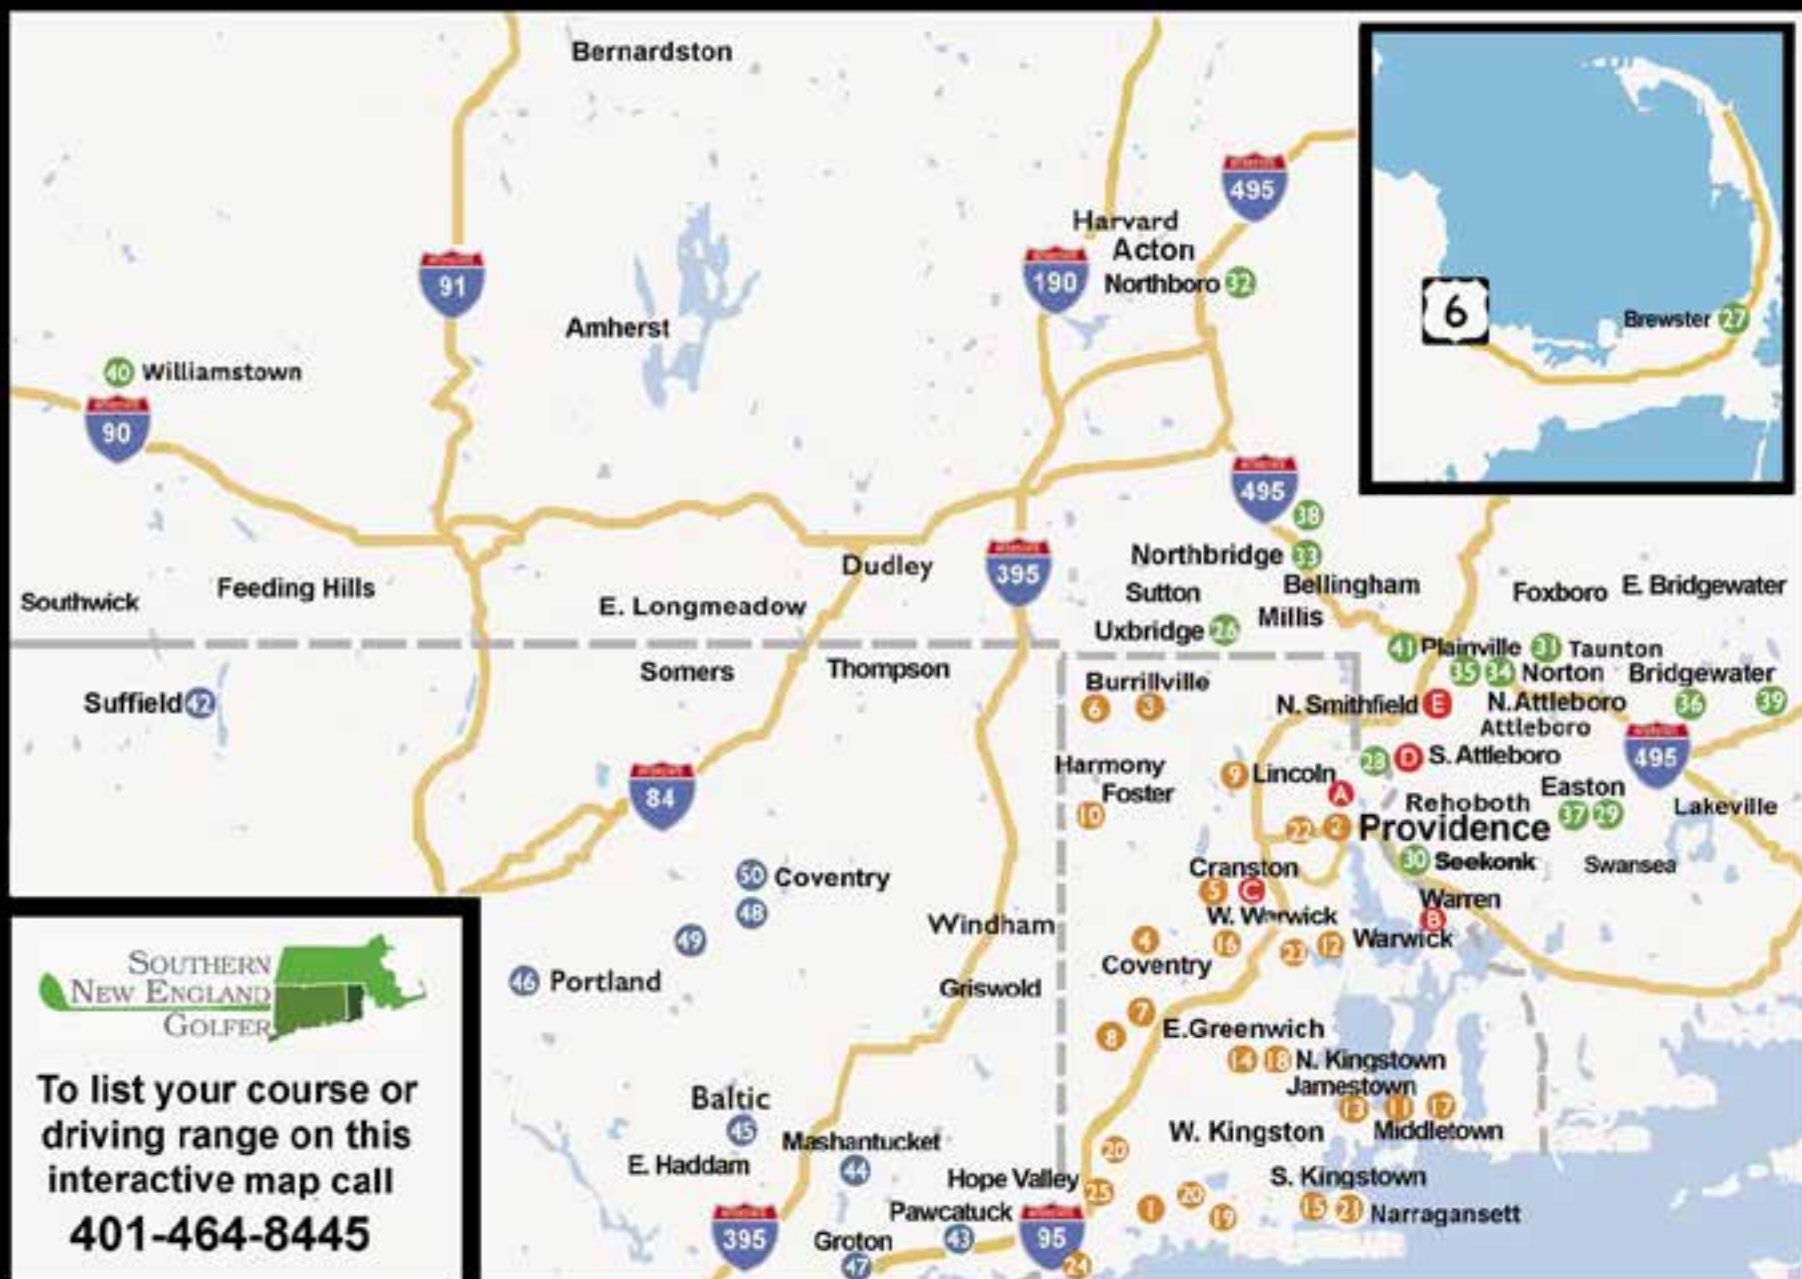 Bernardston
495
Harvard
Acton
91
190
Northboro 32
6
Brewster 27
Amherst
40 Williamstown
90
495
38
Northbridge 33
Dudley
395
Bellingham
Foxboro E. Bridgewater
Southwick
Feeding Hills
E. Longmeadow
Sutton
Millis
Uxbridge 26
41 Plainville 31 Taunton
35 34 Norton Bridgewater
Somers
Thompson
Burrillville
6 3
Suffield 42
N. Smithfield E
N. Attleboro
36 39
Attleboro
28 D S. Attleboro
495
Harmony
9 Lincoln
A
Easton
Foster
10
Rehoboth
37 29
Lakeville
84
22 2 Providence
30 Seekonk
Swansea
Cranston
5 C
50 Coventry
48
Warren
B
W. Warwick
Windham
49
4
16
12 Warwick
Coventry
46 Portland
Griswold
7
8
E.Greenwich
14 18 N. Kingstown
Jamestown
13 11 17
Middletown
W. Kingston
Baltic
45
Mashantucket
44
E. Haddam
20
Hope Valley
25
S. Kingstown
1 20 19
15 21 Narragansett
Pawcatuck
43
395
95
Groton
47
24
SOUTHERN
NEW ENGLAND
GOLFER
To list your course or
driving range on this
interactive map call
401-464-8445